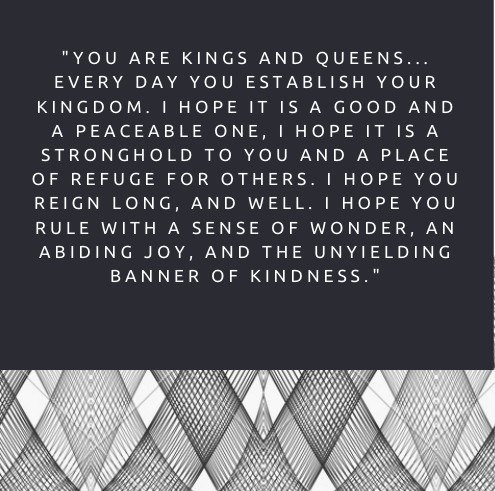 "YOU ARE KINGS AND QUEENS...
EVERY DAY YOU ESTABLISH YOUR
KINGDOM. I HOPE IT IS A GOOD AND
A PEACEABLE ONE, I HOPE IT IS A
STRONGHOLD TO YOU AND A PLACE
OF REFUGE FOR OTHERS. I HOPE YOU
REIGN LONG, AND WELL. I HOPE YOU
RULE WITH A SENSE OF WONDER, AN
ABIDING JOY, AND THE UNYIELDING
BANNER OF KINDNESS."